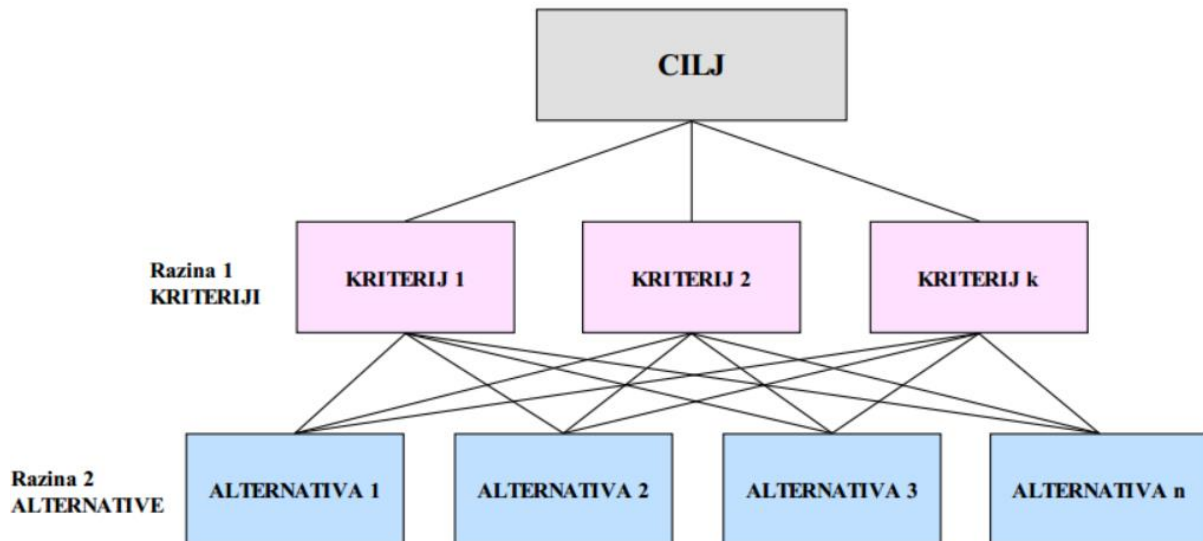 CILJ
Razina 1
KRITERIJI
KRITERIJ 1
KRITERIJ 2
KRITERIJ k
Razina 2
ALTERNATIVE
ALTERNATIVA 1
ALTERNATIVA 2
ALTERNATIVA 3
ALTERNATIVA n